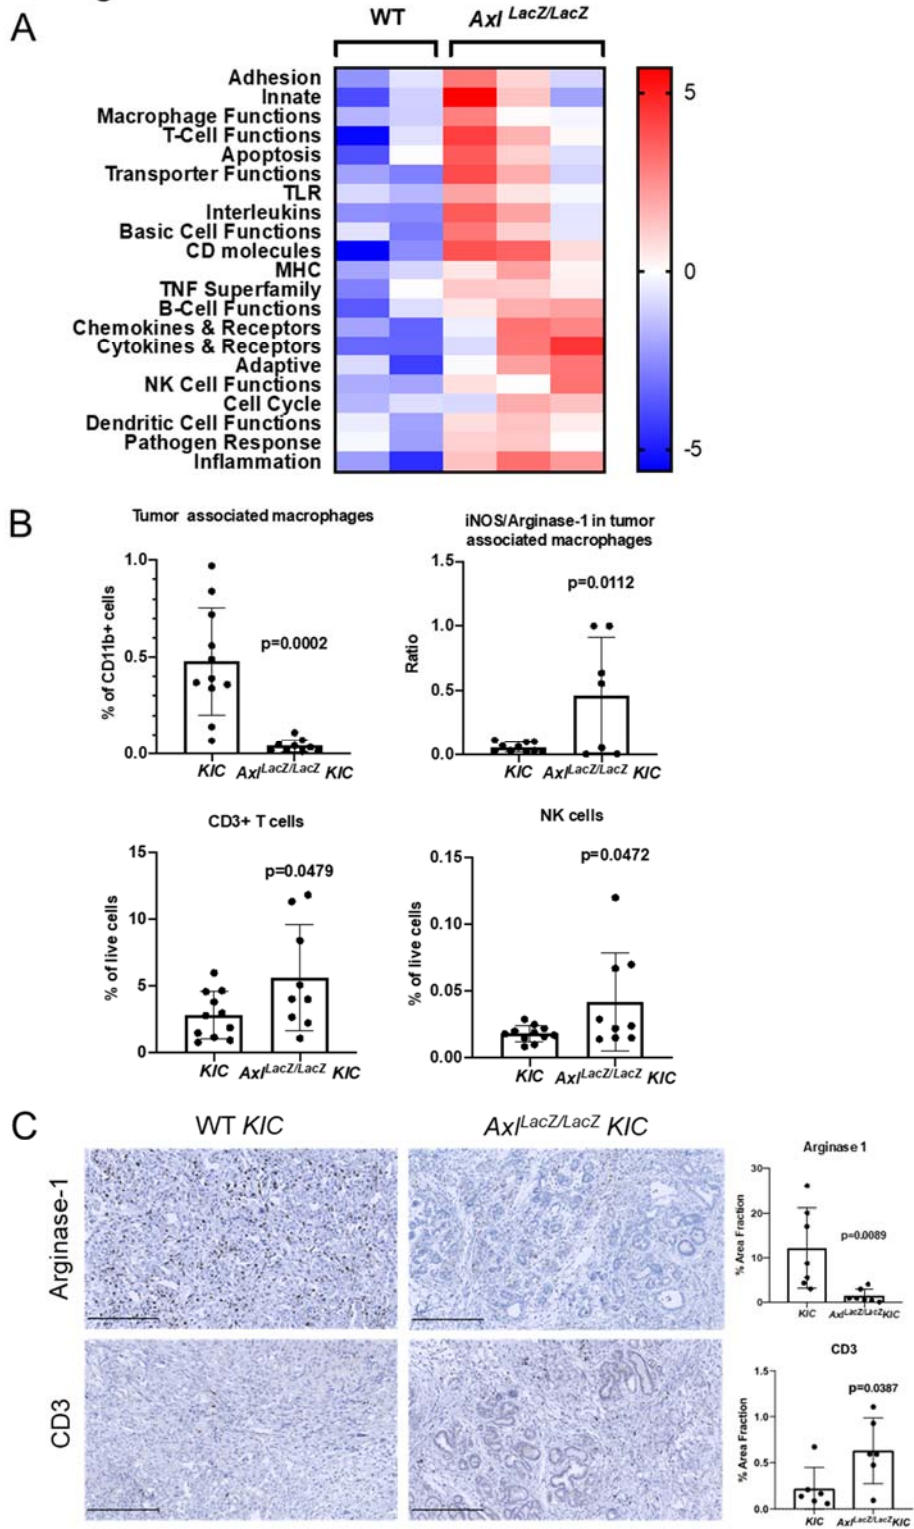 A
WT
Axl LacZ/LacZ
Adhesion
Innate
Macrophage Functions
T-Cell Functions
Apoptosis
Transporter Functions
TLR
Interleukins
Basic Cell Functions
CD molecules
MHC
TNF Superfamily
B-Cell Functions
Chemokines & Receptors
Cytokines & Receptors
Adaptive
NK Cell Functions
Cell Cycle
Dendritic Cell Functions
Pathogen Response
Inflammation
5
0
-5
B
Tumor associated macrophages
% of CD11b+ cells
1.0
0.5
0.0
p=0.0002
KIC
AxlLacZ/LacZ KIC
iNOS/Arginase-1 in tumor
associated macrophages
Ratio
1.5
1.0
0.5
0.0
p=0.0112
KIC
AxlLacZ/LacZ KIC
CD3+ T cells
% of live cells
15
10
5
0
p=0.0479
KIC
AxlLacZ/LacZ KIC
NK cells
% of live cells
0.15
0.10
0.05
0.00
p=0.0472
KIC
AxlLacZ/LacZ KIC
C
WT KIC
AxlLacZ/LacZ KIC
Arginase-1
CD3
Arginase 1
% Area Fraction
30
20
10
0
p=0.0089
KIC
AxlLacZ/LacZKIC
CD3
% Area Fraction
1.5
1.0
0.5
0.0
p=0.0387
KIC
AxlLacZ/LacZKIC